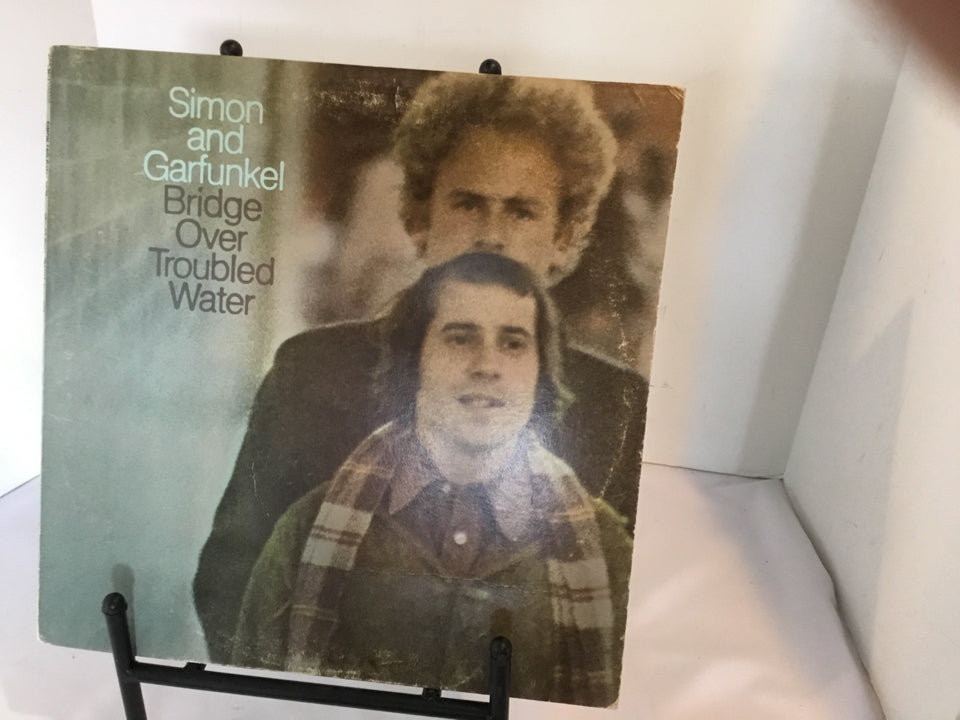 Simon
and
Garfunkel
Bridge
Over
Troubled
Water